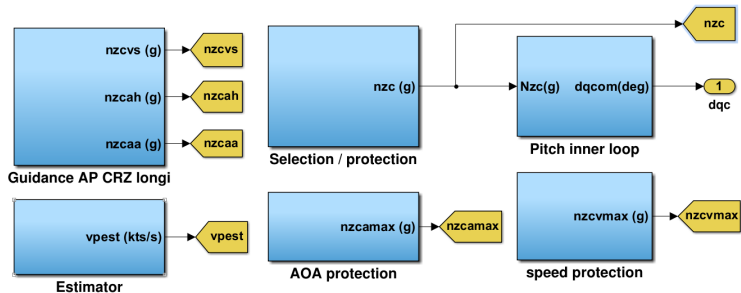 nzcvs (g)
nzcvs
nzcah (g)
nzcah
nzcaa (g)
nzcaa
Guidance AP CRZ longi
nzc (g)
Selection / protection
nzc
Nzc(g)
dqcom(deg)
Pitch inner loop
1
dqc
vpest (kts/s)
vpest
Estimator
nzcamax (g)
nzcamax
AOA protection
nzcvmax (g)
nzcvmax
speed protection